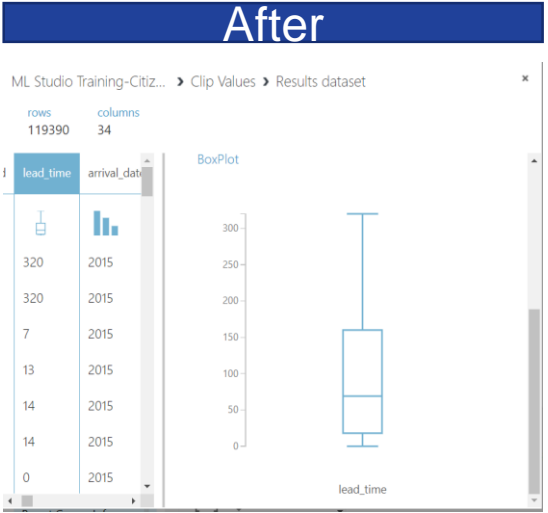 After
ML Studio Training-Citiz... > Clip Values > Results dataset ×
rows columns
119390 34
lead_time arrival_date
320 2015
320 2015
7 2015
13 2015
14 2015
14 2015
0 2015
BoxPlot
300
250
200
150
100
50
0
lead_time